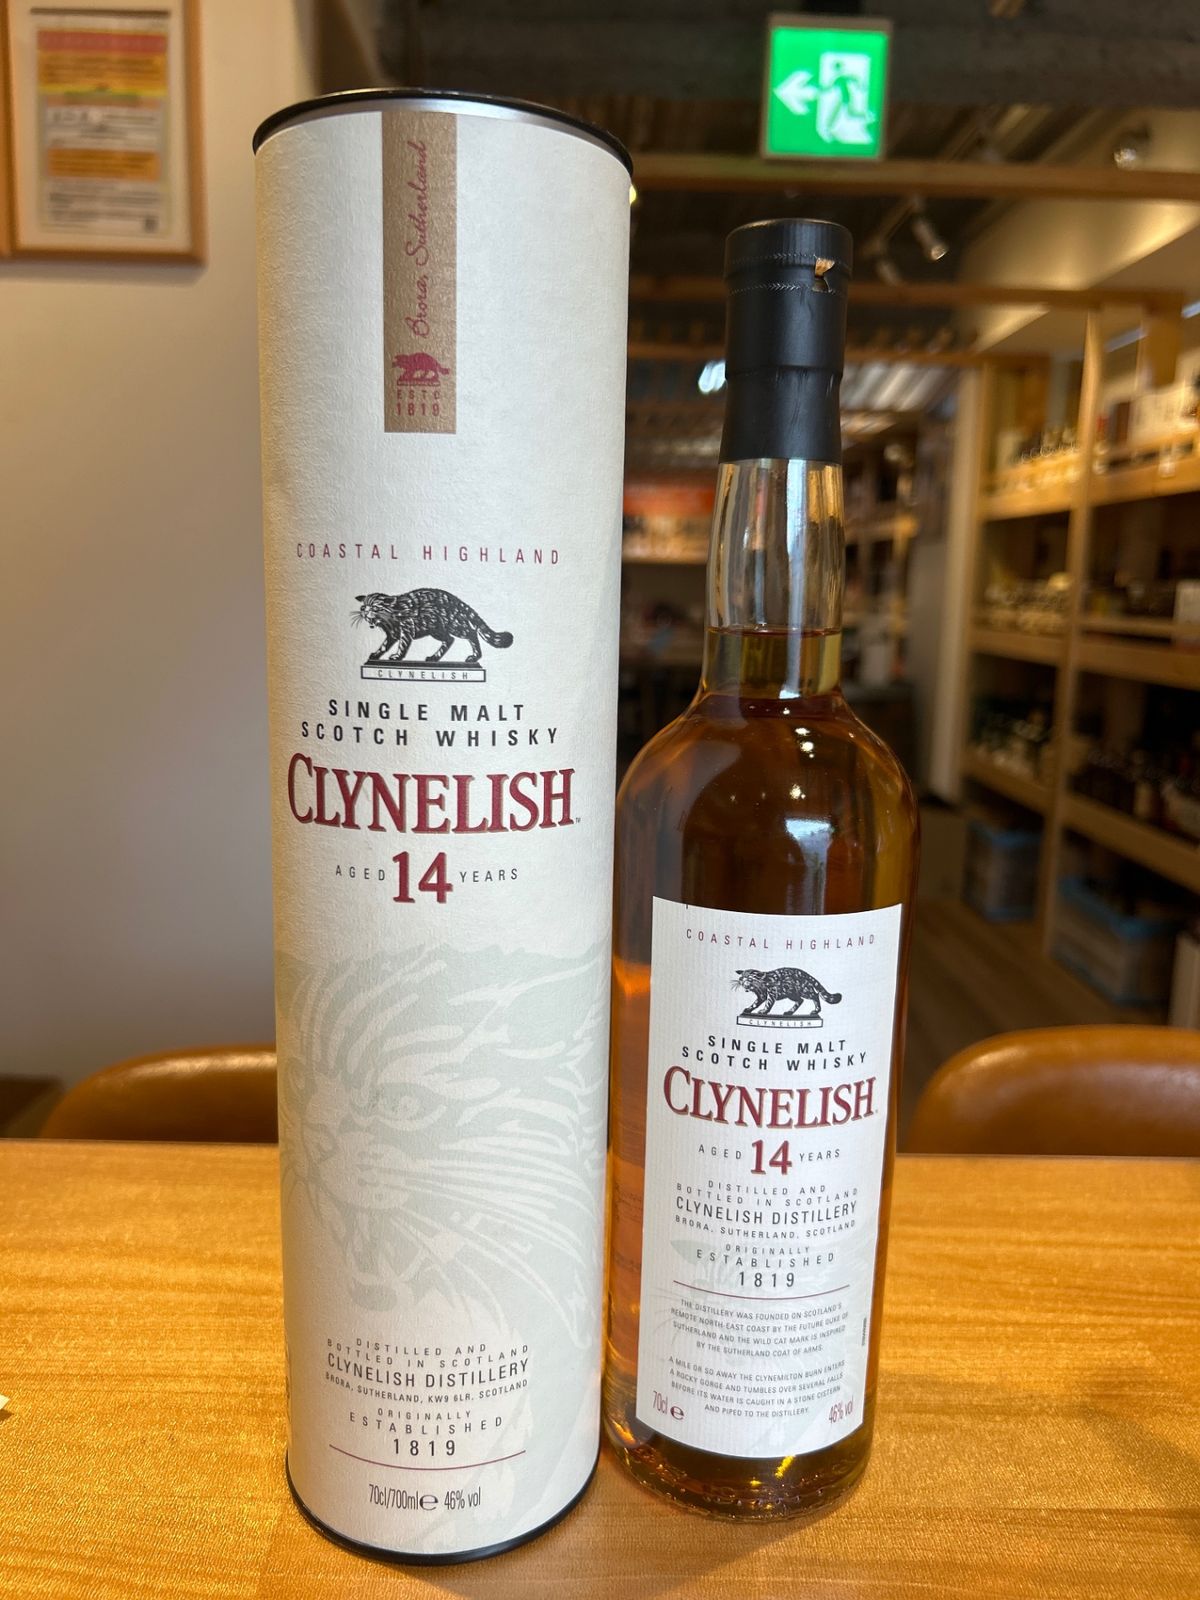 Brora, Sutherland
ESTD
1819
COASTAL HIGHLAND
CLYNELISH
SINGLE MALT
SCOTCH WHISKY
CLYNELISH™
AGED 14 YEARS
DISTILLED AND
BOTTLED IN SCOTLAND
CLYNELISH DISTILLERY
BRORA, SUTHERLAND, KW9 6LR, SCOTLAND
ORIGINALLY
ESTABLISHED
1819
70cl/700ml℮ 46% vol
COASTAL HIGHLAND
CLYNELISH
SINGLE MALT
SCOTCH WHISKY
CLYNELISH
AGED 14 YEARS
DISTILLED AND
BOTTLED IN SCOTLAND
CLYNELISH DISTILLERY
BRORA, SUTHERLAND, SCOTLAND
ORIGINALLY
ESTABLISHED
1819
THE DISTILLERY WAS FOUNDED ON SCOTLAND'S
REMOTE NORTH-EAST COAST BY THE FUTURE DUKE OF
SUTHERLAND AND THE WILD CAT MARK IS INSPIRED
BY THE SUTHERLAND COAT OF ARMS.
A MILE OR SO AWAY THE CLYNEMILTON BURN ENTERS
A ROCKY GORGE AND TUMBLES OVER SEVERAL FALLS
BEFORE ITS WATER IS CAUGHT IN A STONE CISTERN
AND PIPED TO THE DISTILLERY.
70cl ℮ 46% vol